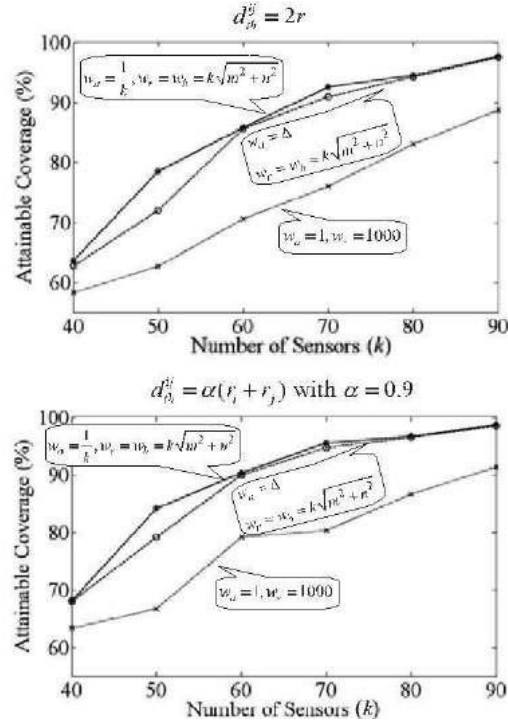 d_{th}^{ij} = 2r
Attainable Coverage (%)
100
90
80
70
60
w_a = 1/k, w_r = w_b = k√(m² + n²)
w_a = Δ
w_r = w_b = k√(m² + n²)
w_a = 1, w_r = 1000
40 50 60 70 80 90
Number of Sensors (k)
d_{th}^{ij} = α(r_i + r_j) with α = 0.9
Attainable Coverage (%)
100
90
80
70
60
w_a = 1/k, w_r = w_b = k√(m² + n²)
w_a = Δ
w_r = w_b = k√(m² + n²)
w_a = 1, w_r = 1000
40 50 60 70 80 90
Number of Sensors (k)